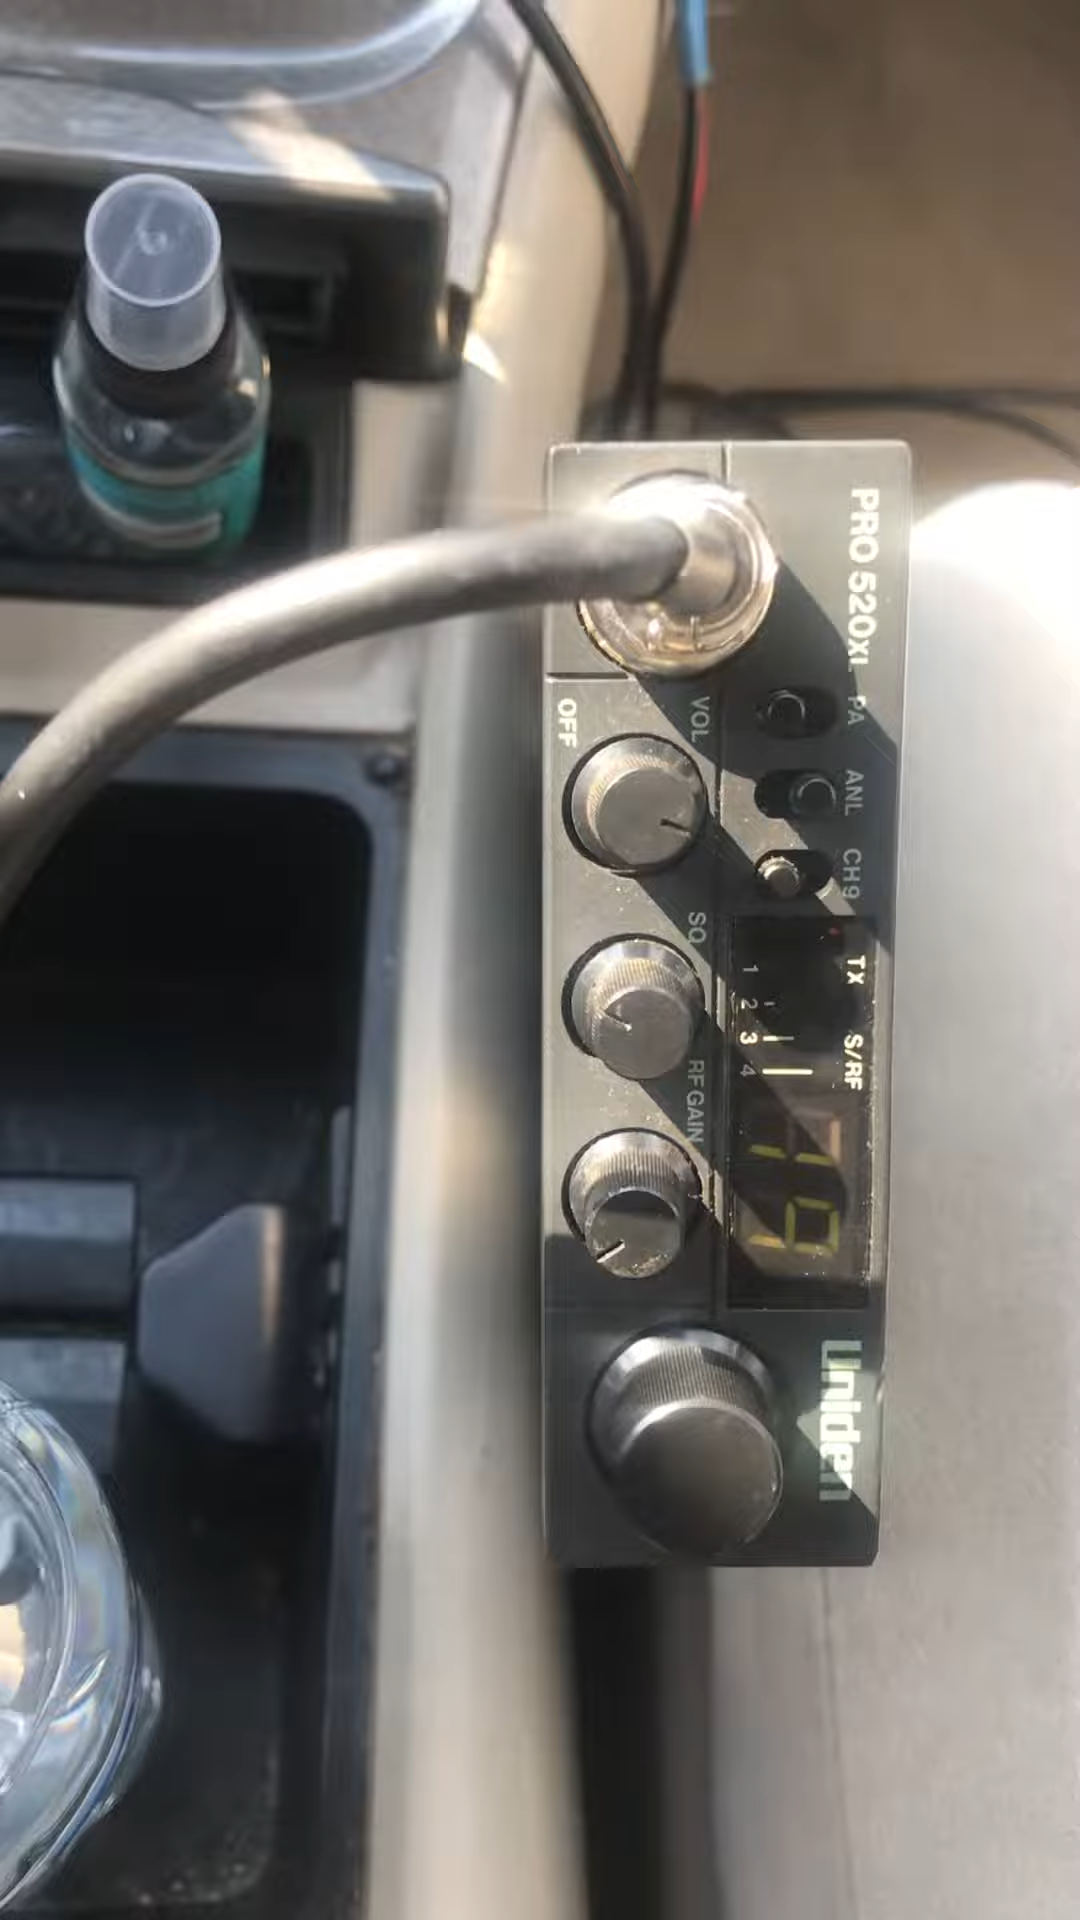 PRO 520XL
PA
ANL
CH9
TX
S/RF
1
2
3
4
19
Uniden
OFF
VOL
SQ
RF GAIN